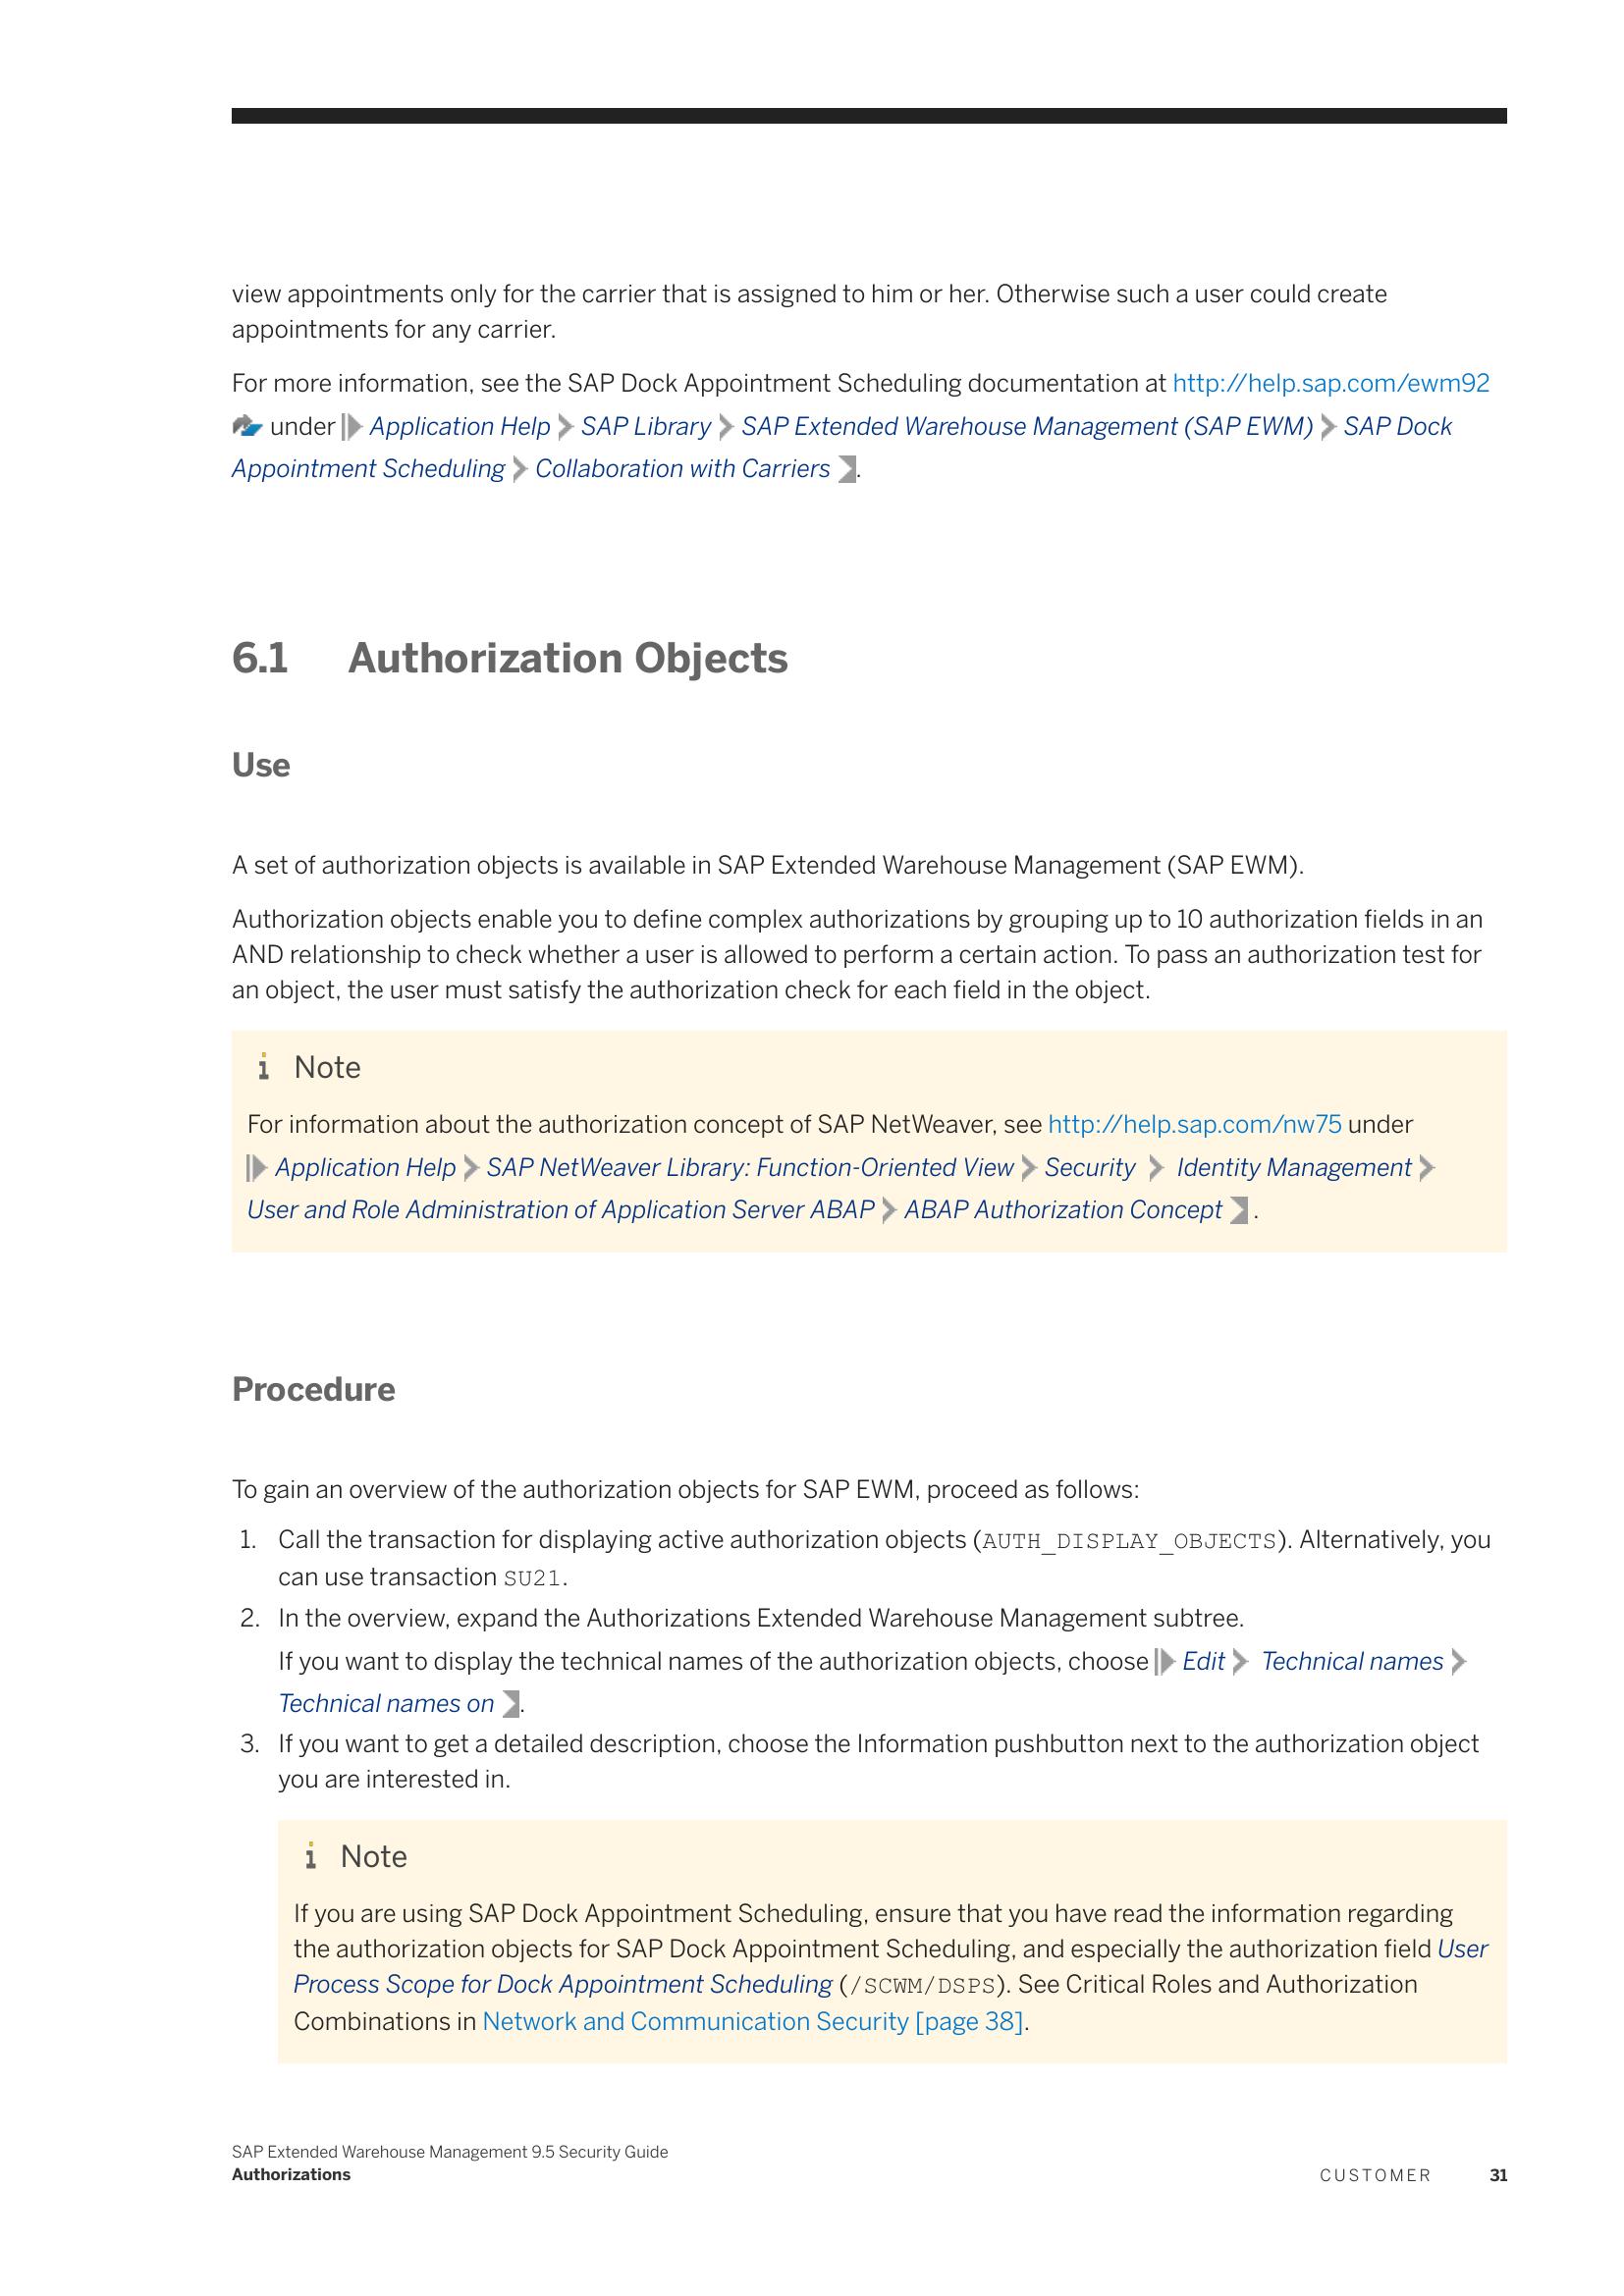 view appointments only for the carrier that is assigned to him or her. Otherwise such a user could create
appointments for any carrier.
For more information, see the SAP Dock Appointment Scheduling documentation at http://help.sap.com/ewm92
under Application Help SAP Library SAP Extended Warehouse Management (SAP EWM) SAP Dock
Appointment Scheduling Collaboration with Carriers .
6.1 Authorization Objects
Use
A set of authorization objects is available in SAP Extended Warehouse Management (SAP EWM).
Authorization objects enable you to define complex authorizations by grouping up to 10 authorization fields in an
AND relationship to check whether a user is allowed to perform a certain action. To pass an authorization test for
an object, the user must satisfy the authorization check for each field in the object.
i Note
For information about the authorization concept of SAP NetWeaver, see http://help.sap.com/nw75 under
Application Help SAP NetWeaver Library: Function-Oriented View Security Identity Management
User and Role Administration of Application Server ABAP ABAP Authorization Concept .
Procedure
To gain an overview of the authorization objects for SAP EWM, proceed as follows:
1. Call the transaction for displaying active authorization objects (AUTH_DISPLAY_OBJECTS). Alternatively, you
can use transaction SU21.
2. In the overview, expand the Authorizations Extended Warehouse Management subtree.
If you want to display the technical names of the authorization objects, choose Edit Technical names
Technical names on .
3. If you want to get a detailed description, choose the Information pushbutton next to the authorization object
you are interested in.
i Note
If you are using SAP Dock Appointment Scheduling, ensure that you have read the information regarding
the authorization objects for SAP Dock Appointment Scheduling, and especially the authorization field User
Process Scope for Dock Appointment Scheduling (/SCWM/DSPS). See Critical Roles and Authorization
Combinations in Network and Communication Security [page 38].
SAP Extended Warehouse Management 9.5 Security Guide
Authorizations CUSTOMER 31